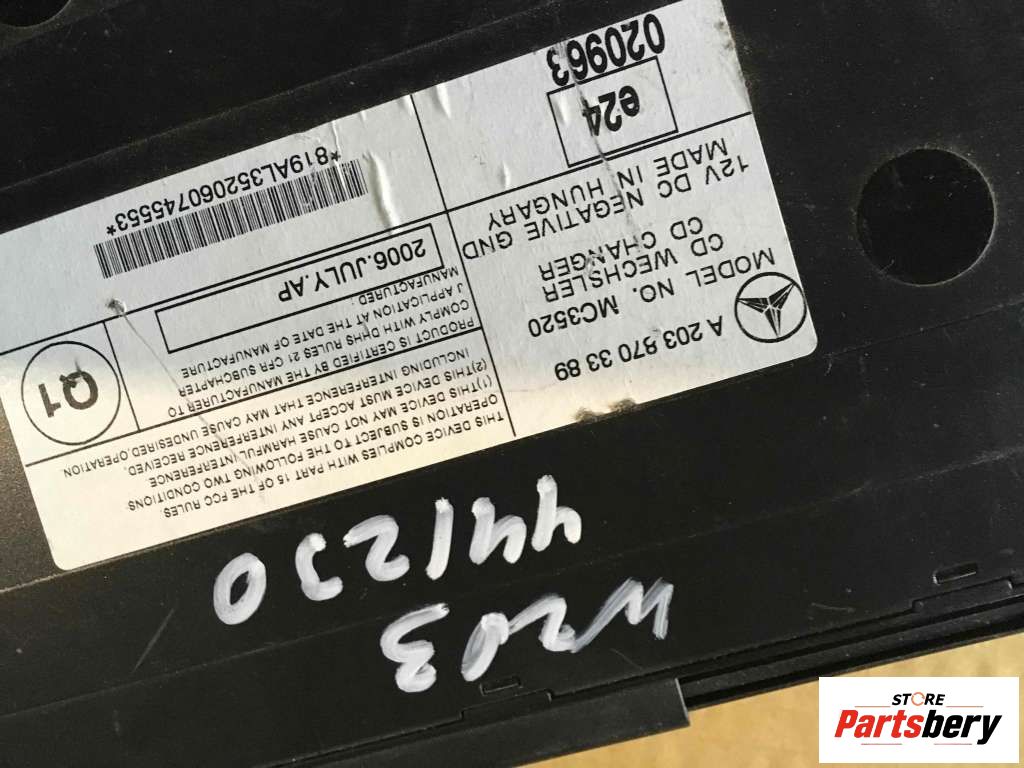 W203
A 203 870 33 89
MODEL NO. MC3520
CD WECHSLER
CD CHANGER
12V DC NEGATIVE GND
MADE IN HUNGARY
e24
020963
THIS DEVICE COMPLIES WITH PART 15 OF THE FCC RULES.
OPERATION IS SUBJECT TO THE FOLLOWING TWO CONDITIONS:
(1)THIS DEVICE MAY NOT CAUSE HARMFUL INTERFERENCE
(2)THIS DEVICE MUST ACCEPT ANY INTERFERENCE RECEIVED,
INCLUDING INTERFERENCE THAT MAY CAUSE UNDESIRED.OPERATION
PRODUCT IS CERTIFIED BY THE MANUFACTURER TO
COMPLY WITH DHHS RULES 21 CFR SUBCHAPTER
J APPLICATION AT THE DATE OF MANUFACTURE
MANUFACTURED :
2006.JULY.AP
Q1
*819AL352060745553*
STORE
Partsbery